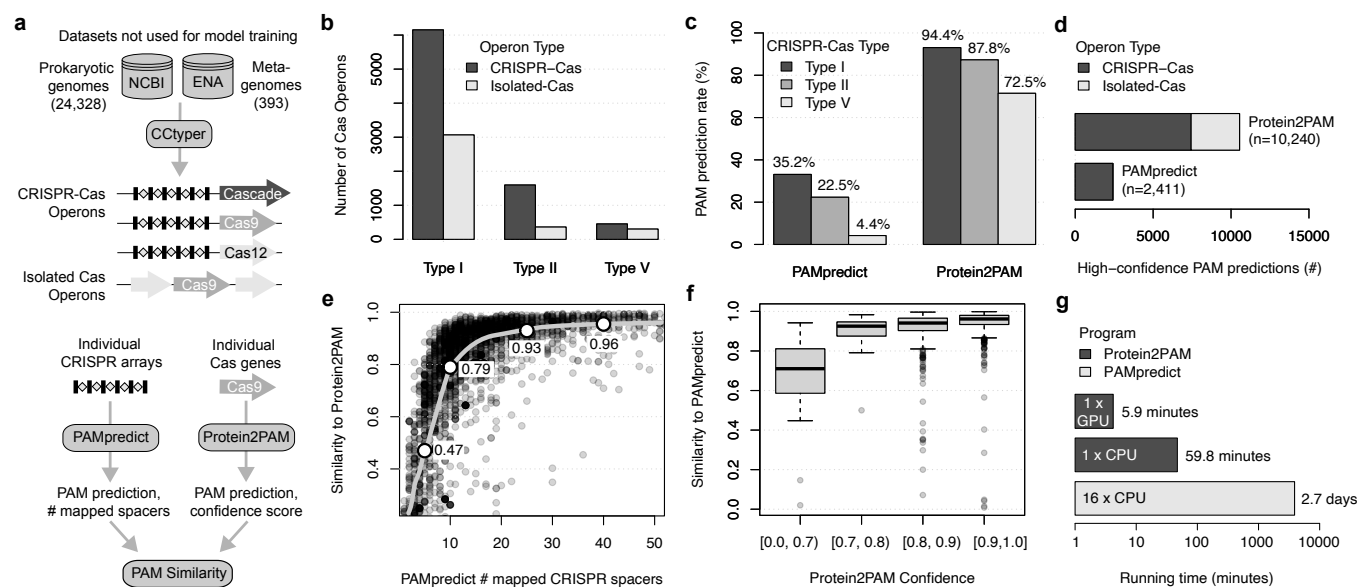 a
Datasets not used for model training
Prokaryotic
genomes
(24,328)
NCBI
ENA
Meta-
genomes
(393)
CCtyper
CRISPR-Cas
Operons
Cascade
Cas9
Cas12
Isolated Cas
Operons
Cas9
Individual
CRISPR arrays
Individual
Cas genes
Cas9
PAMpredict
Protein2PAM
PAM prediction,
# mapped spacers
PAM prediction,
confidence score
PAM Similarity
b
Number of Cas Operons
0 1000 3000 6000
Operon Type
CRISPR−Cas
Isolated−Cas
Type I
Type II
Type V
c
PAM prediction rate (%)
0 20 40 60 80 100
CRISPR-Cas Type
Type I
Type II
Type V
35.2%
22.5%
4.4%
94.4%
87.8%
72.5%
PAMpredict
Protein2PAM
d
Operon Type
CRISPR−Cas
Isolated−Cas
Protein2PAM
(n=10,240)
PAMpredict
(n=2,411)
0 5000 10000 15000
High−confidence PAM predictions (#)
e
Similarity to Protein2PAM
0.4 0.6 0.8 1.0
0.47
0.79
0.93
0.96
10 20 30 40 50
PAMpredict # mapped CRISPR spacers
f
Similarity to PAMpredict
0.0 0.2 0.4 0.6 0.8 1.0
[0.0, 0.7) [0.7, 0.8) [0.8, 0.9) [0.9,1.0]
Protein2PAM Confidence
g
Program
Protein2PAM
PAMpredict
1 x
GPU
5.9 minutes
1 x CPU
59.8 minutes
16 x CPU
2.7 days
1 10 100 1000 10000
Running time (minutes)